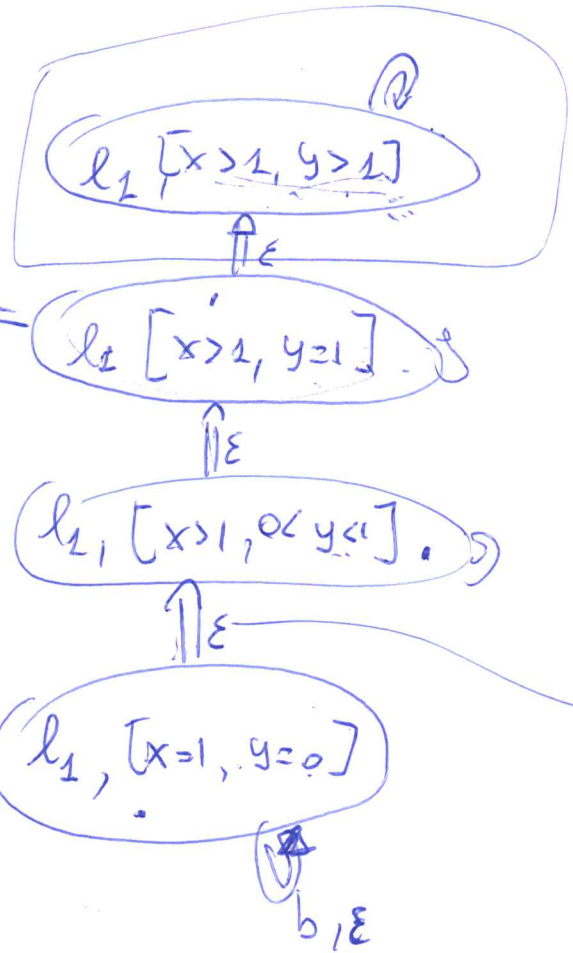 ℓ1, [x>1, y>1]
ε
ℓ1 [x>1, y=1]
ε
ℓ1, [x>1, 0<y<1]
ε
ℓ1, [x=1, y=0]
b, ε